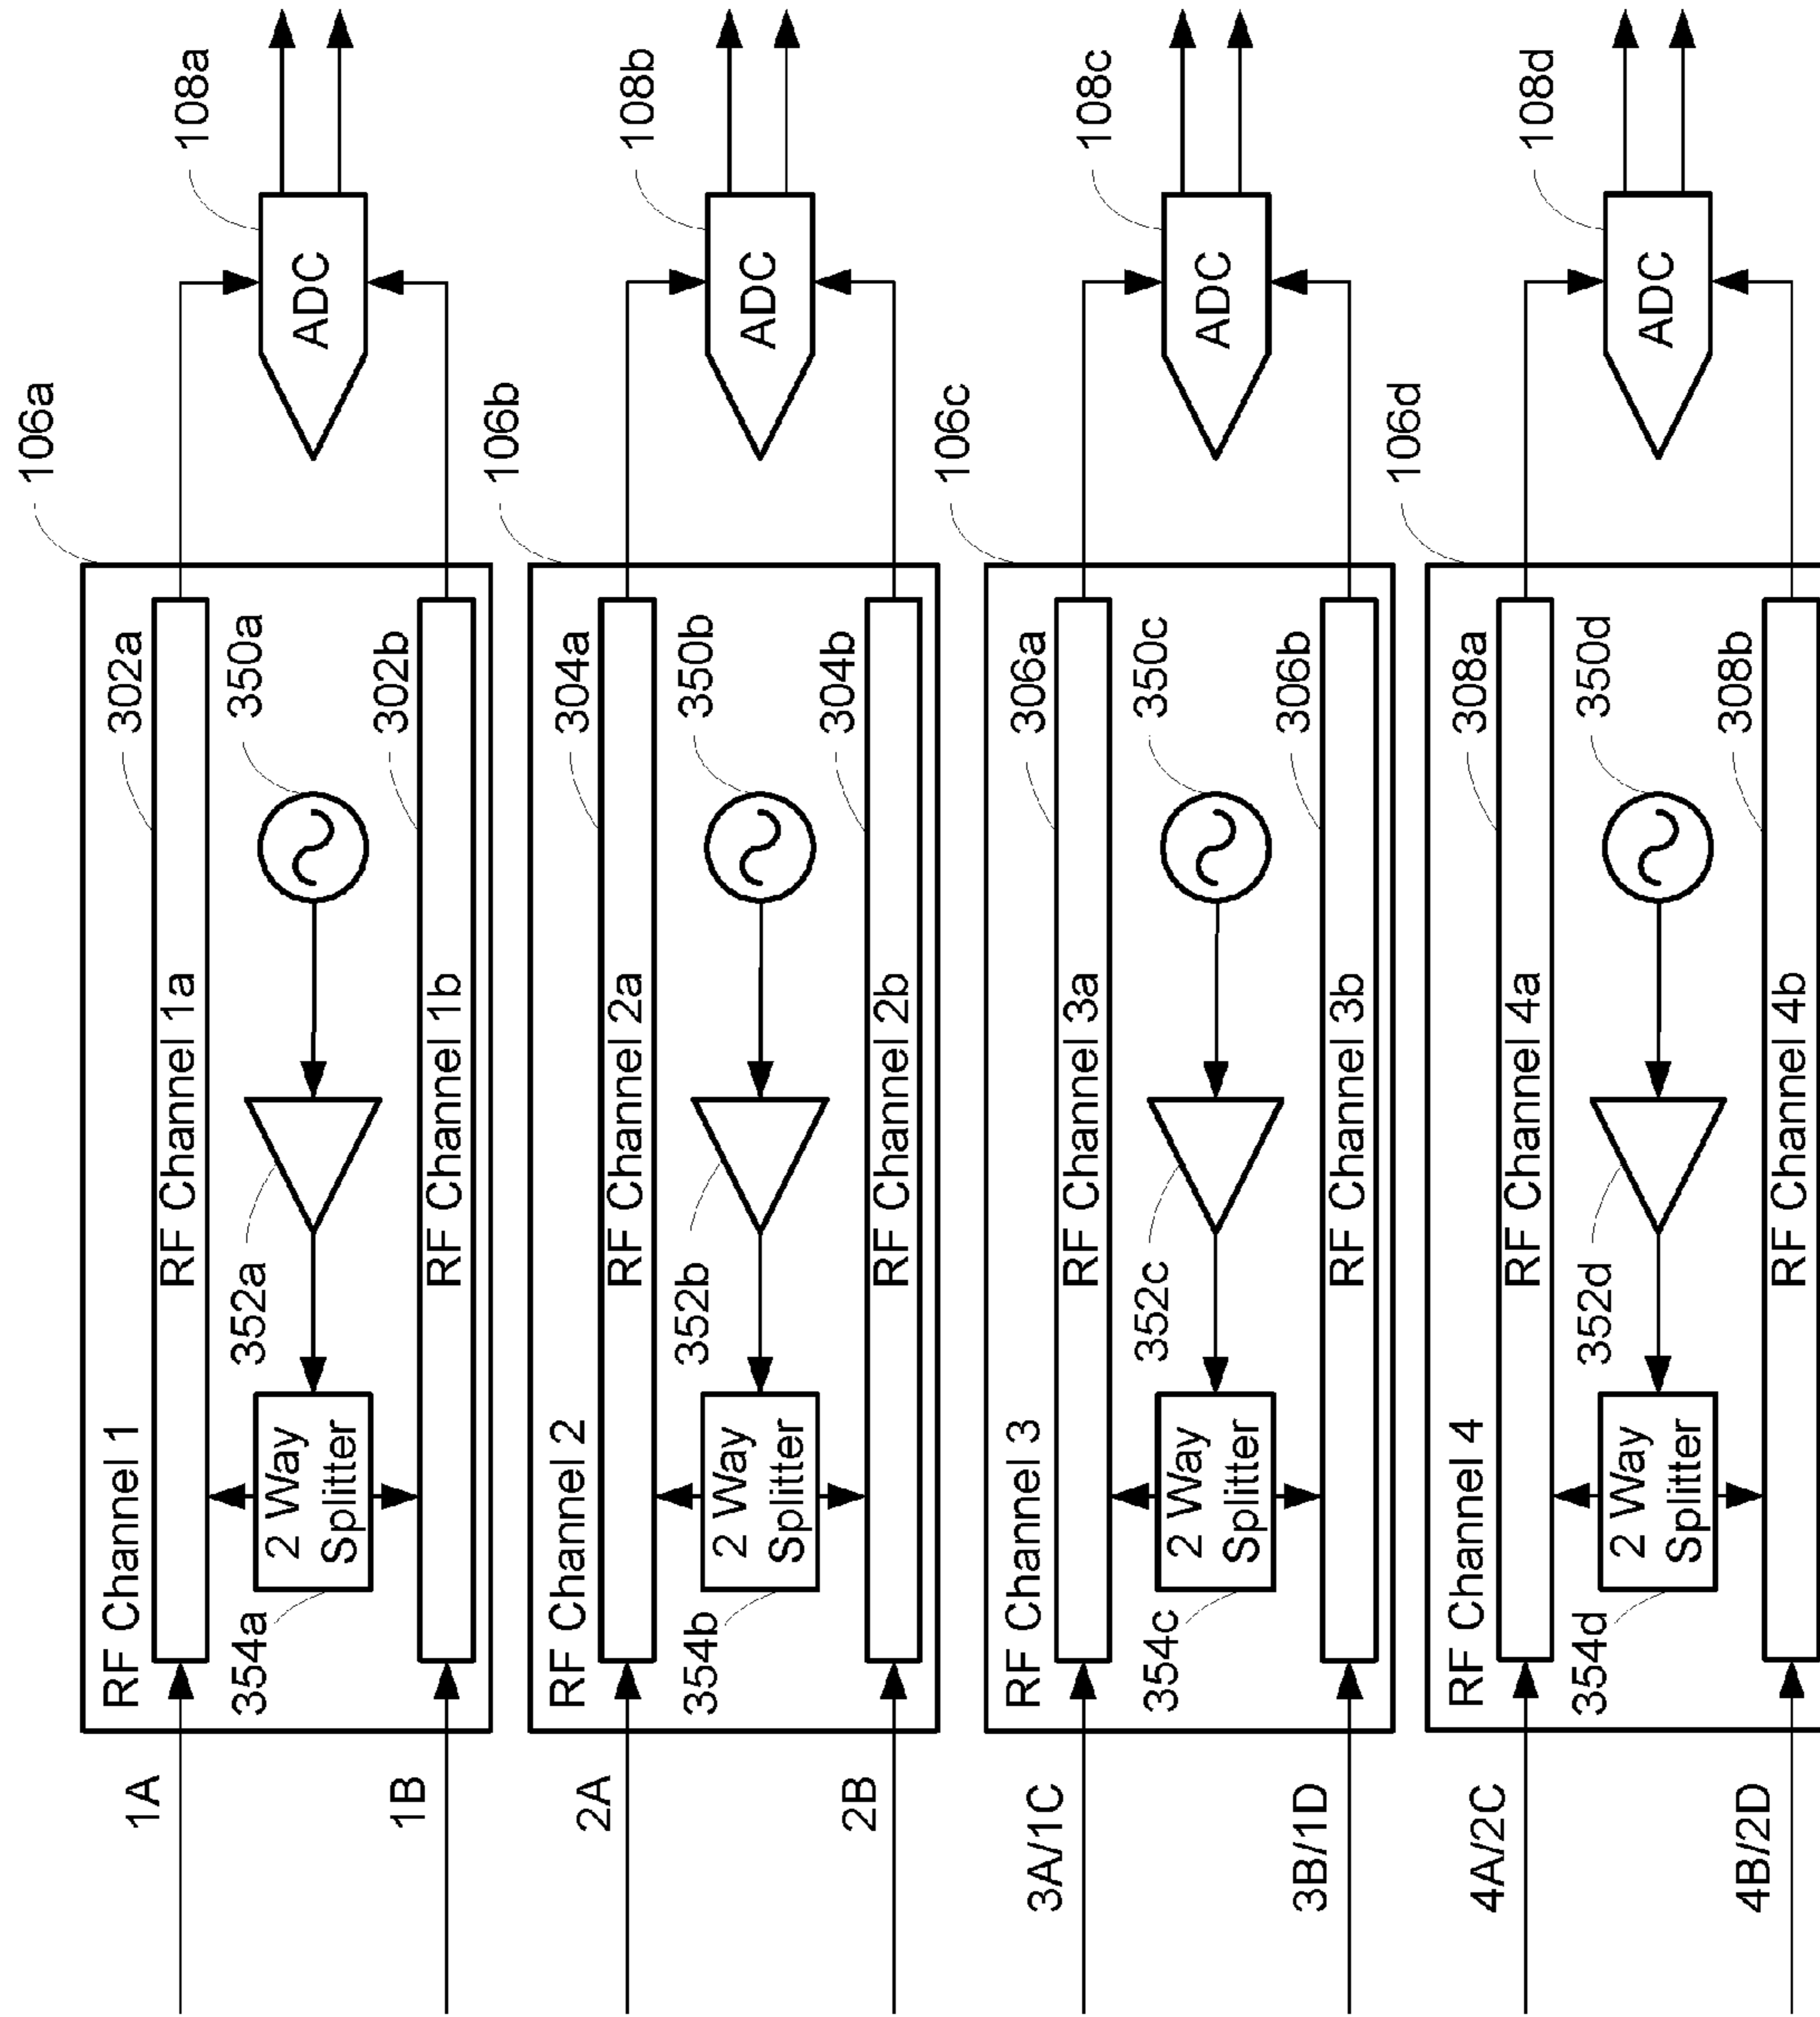 106a
108a
1A
RF Channel 1
302a
RF Channel 1a
354a
2 Way
Splitter
352a
350a
ADC
302b
1B
RF Channel 1b
106b
108b
2A
RF Channel 2
304a
RF Channel 2a
354b
2 Way
Splitter
352b
350b
ADC
304b
2B
RF Channel 2b
106c
108c
3A/1C
RF Channel 3
306a
RF Channel 3a
354c
2 Way
Splitter
352c
350c
ADC
306b
3B/1D
RF Channel 3b
106d
108d
4A/2C
RF Channel 4
308a
RF Channel 4a
354d
2 Way
Splitter
352d
350d
ADC
308b
4B/2D
RF Channel 4b